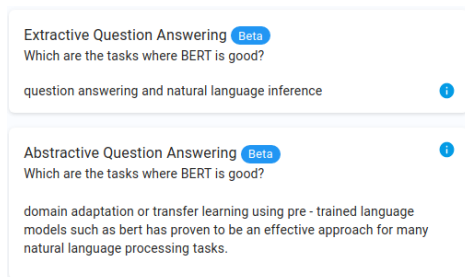 Extractive Question Answering Beta
Which are the tasks where BERT is good?
question answering and natural language inference
Abstractive Question Answering Beta
Which are the tasks where BERT is good?
domain adaptation or transfer learning using pre - trained language
models such as bert has proven to be an effective approach for many
natural language processing tasks.